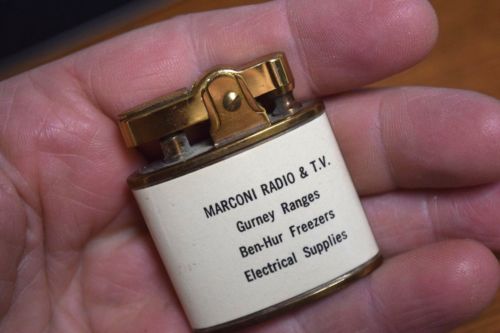 MARCONI RADIO & T.V.
Gurney Ranges
Ben-Hur Freezers
Electrical Supplies